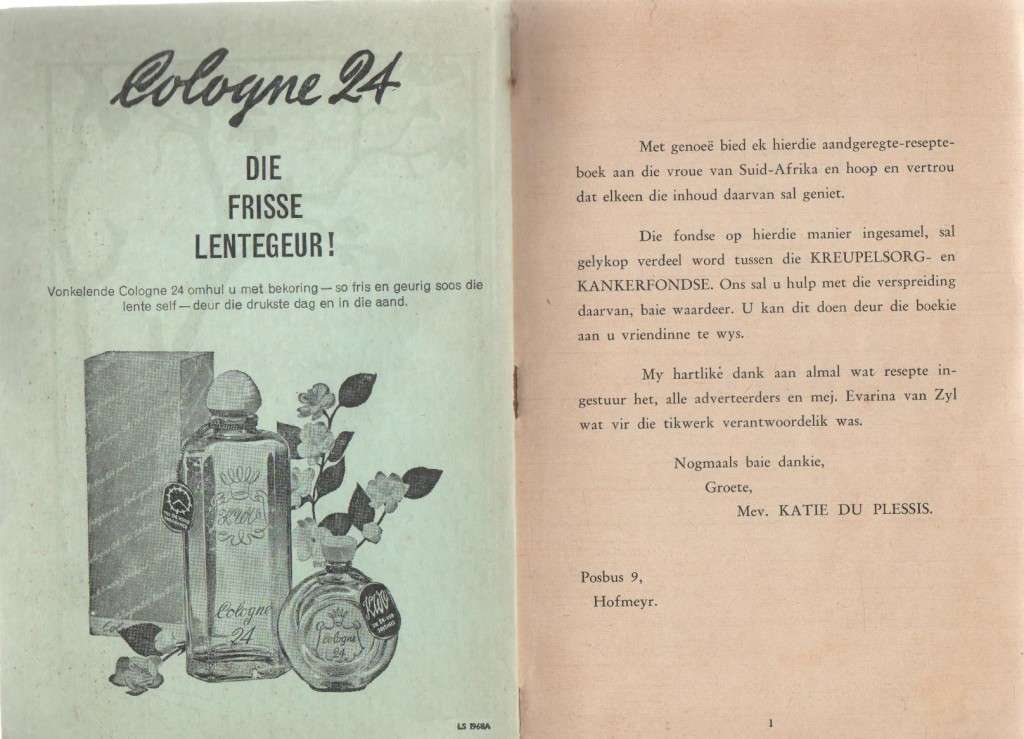 Cologne 24
DIE
FRISSE
LENTEGEUR!
Vonkelende Cologne 24 omhul u met bekoring — so fris en geurig soos die
lente self — deur die drukste dag en in die aand.
Cologne
24
Cologne
24
LS 1968A
Met genoeë bied ek hierdie aandgeregte-resepte-
boek aan die vroue van Suid-Afrika en hoop en vertrou
dat elkeen die inhoud daarvan sal geniet.
Die fondse op hierdie manier ingesamel, sal
gelykop verdeel word tussen die KREUPELSORG- en
KANKERFONDSE. Ons sal u hulp met die verspreiding
daarvan, baie waardeer. U kan dit doen deur die boekie
aan u vriendinne te wys.
My hartliké dank aan almal wat resepte in-
gestuur het, alle adverteerders en mej. Evarina van Zyl
wat vir die tikwerk verantwoordelik was.
Nogmaals baie dankie,
Groete,
Mev. KATIE DU PLESSIS.
Posbus 9,
Hofmeyr.
1